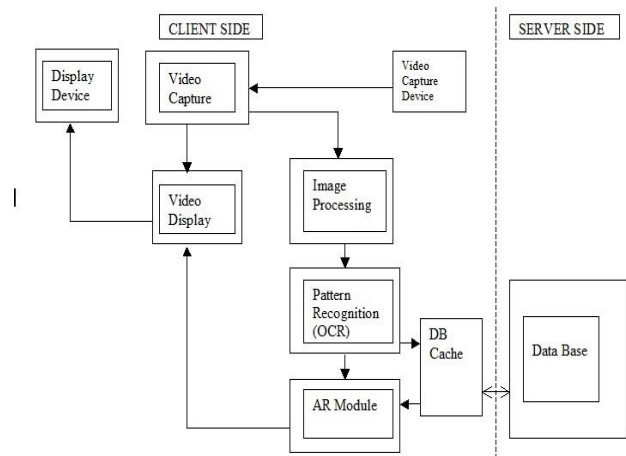 CLIENT SIDE
SERVER SIDE
Display
Device
Video
Capture
Video
Capture
Device
Video
Display
Image
Processing
Pattern
Recognition
(OCR)
DB
Cache
Data Base
AR Module